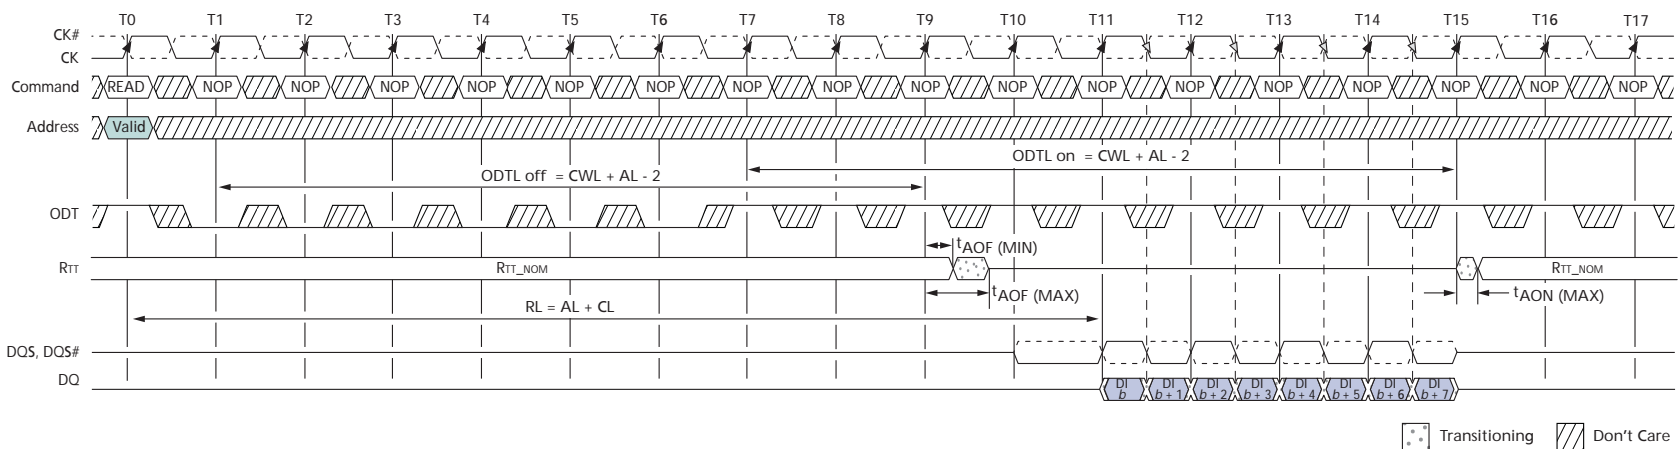 T0 T1 T2 T3 T4 T5 T6 T7 T8 T9 T10 T11 T12 T13 T14 T15 T16 T17
CK#
CK
Command READ NOP NOP NOP NOP NOP NOP NOP NOP NOP NOP NOP NOP NOP NOP NOP NOP NOP
Address Valid
ODTL on = CWL + AL - 2
ODTL off = CWL + AL - 2
ODT
tAOF (MIN)
RTT RTT_NOM RTT_NOM
tAOF (MAX) tAON (MAX)
RL = AL + CL
DQS, DQS#
DQ
DI b DI b + 1 DI b + 2 DI b + 3 DI b + 4 DI b + 5 DI b + 6 DI b + 7
Transitioning Don't Care